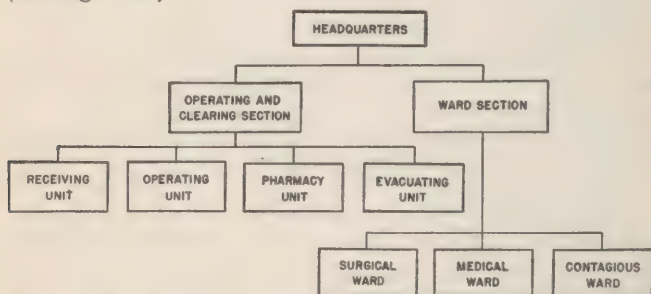 HEADQUARTERS
OPERATING AND
CLEARING SECTION
WARD SECTION
RECEIVING
UNIT
OPERATING
UNIT
PHARMACY
UNIT
EVACUATING
UNIT
SURGICAL
WARD
MEDICAL
WARD
CONTAGIOUS
WARD